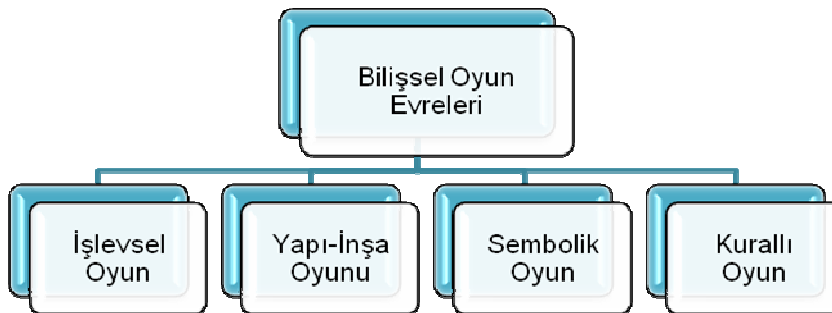 Bilişsel Oyun
Evreleri
İşlevsel
Oyun
Yapı-İnşa
Oyunu
Sembolik
Oyun
Kurallı
Oyun